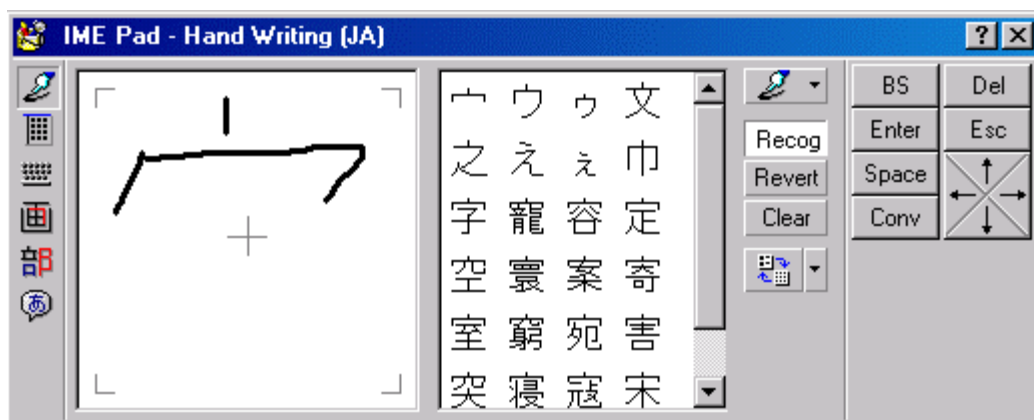 IME Pad - Hand Writing (JA)
宀 ウ ゥ 文
之 え ぇ 巾
字 寵 容 定
空 寰 案 寄
室 窮 宛 害
突 寝 寇 宋
Recog
Revert
Clear
BS Del
Enter Esc
Space
Conv
部
あ